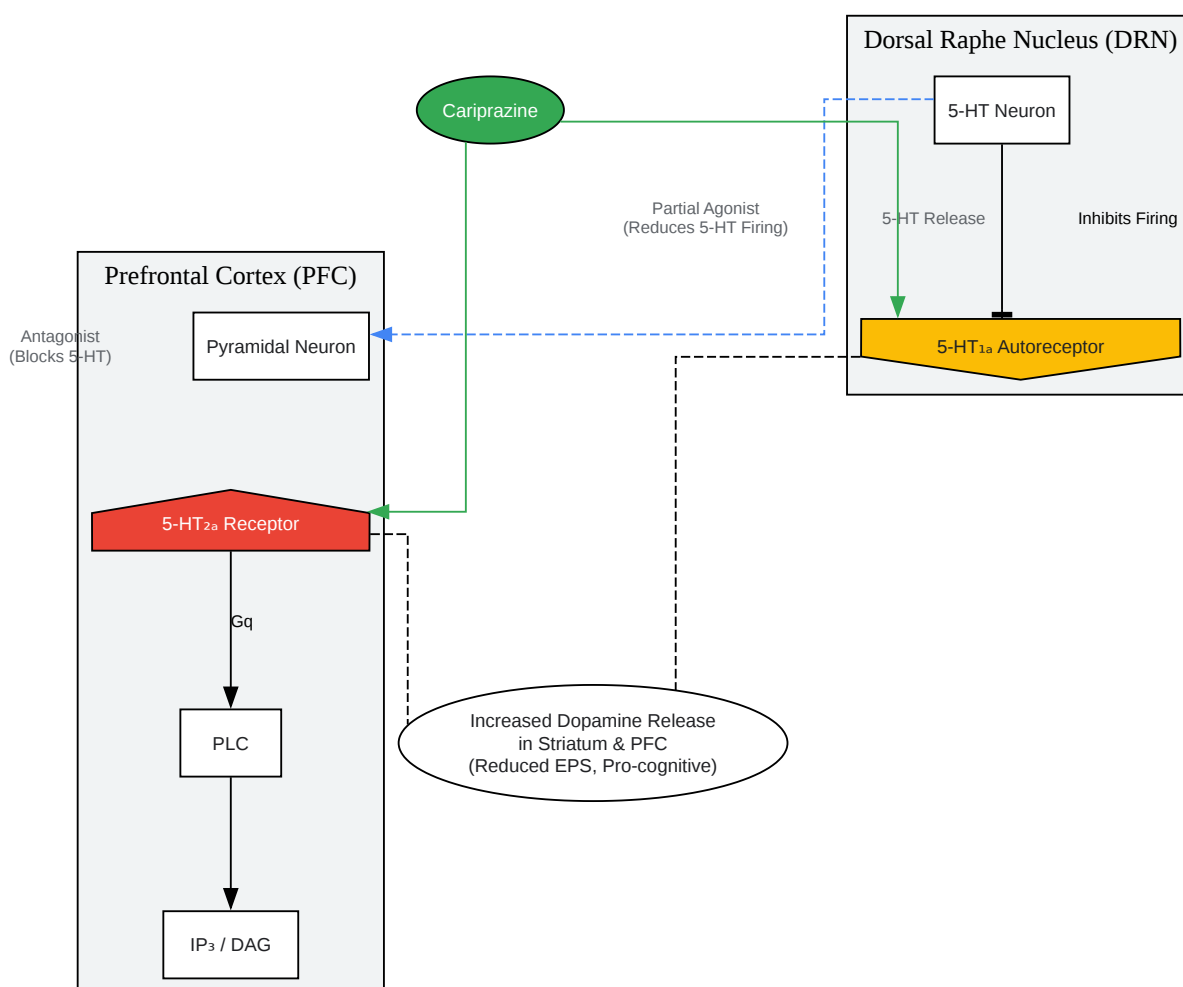 Dorsal Raphe Nucleus (DRN)
Cariprazine
5-HT Neuron
Partial Agonist
(Reduces 5-HT Firing)
5-HT Release
Inhibits Firing
Prefrontal Cortex (PFC)
Antagonist
(Blocks 5-HT)
Pyramidal Neuron
5-HT₁ₐ Autoreceptor
5-HT₂ₐ Receptor
Gq
PLC
Increased Dopamine Release
in Striatum & PFC
(Reduced EPS, Pro-cognitive)
IP₃ / DAG